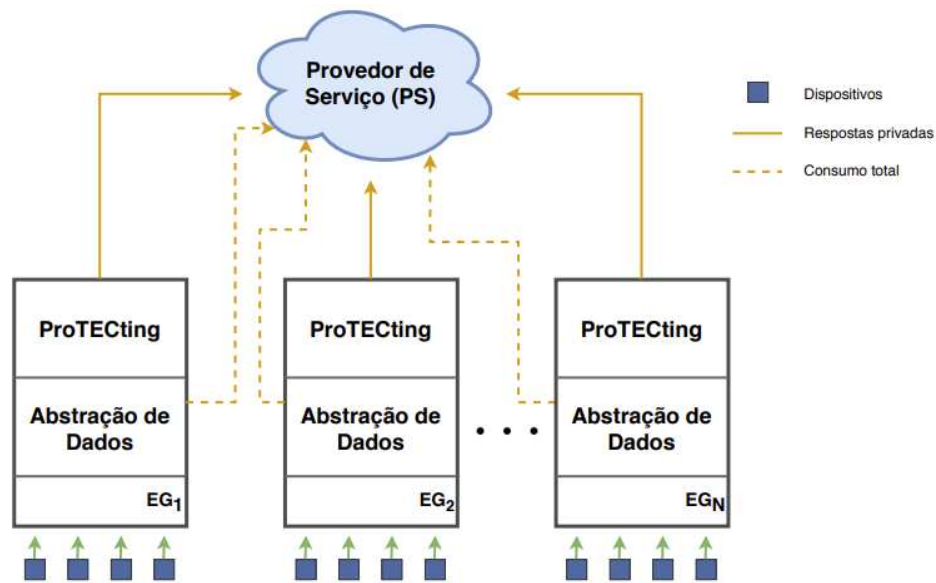 Provedor de
Serviço (PS)
Dispositivos
Respostas privadas
Consumo total
ProTECting
Abstração de
Dados
EG1
ProTECting
Abstração de
Dados
EG2
. . .
ProTECting
Abstração de
Dados
EGN